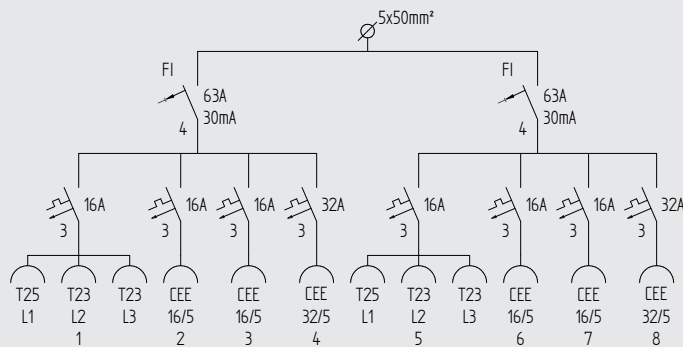 5x50mm²
FI
63A
30mA
4
FI
63A
30mA
4
16A
3
16A
3
16A
3
32A
3
16A
3
16A
3
16A
3
32A
3
T25 T23 T23 CEE CEE CEE T25 T23 T23 CEE CEE CEE
L1 L2 L3 16/5 16/5 32/5 L1 L2 L3 16/5 16/5 32/5
1 2 3 4 5 6 7 8